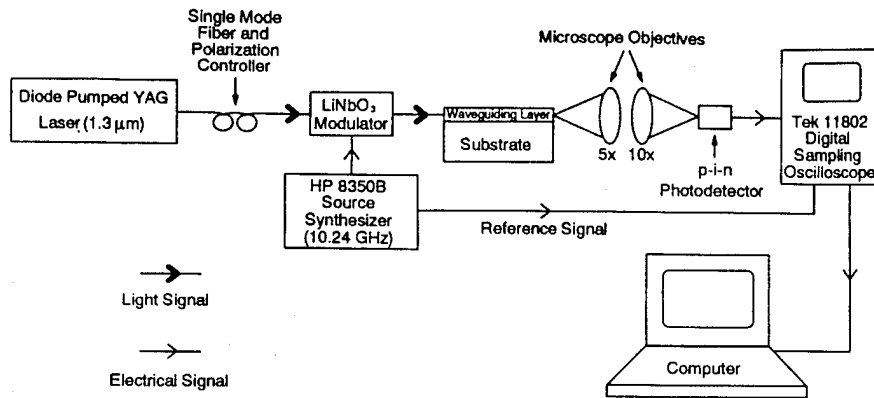 Single Mode
Fiber and
Polarization
Controller
Microscope Objectives
Diode Pumped YAG
Laser (1.3 μm)
LiNbO₃
Modulator
Waveguiding Layer
Substrate
5x
10x
p-i-n
Photodetector
Tek 11802
Digital
Sampling
Oscilloscope
HP 8350B
Source
Synthesizer
(10.24 GHz)
Reference Signal
Light Signal
Electrical Signal
Computer